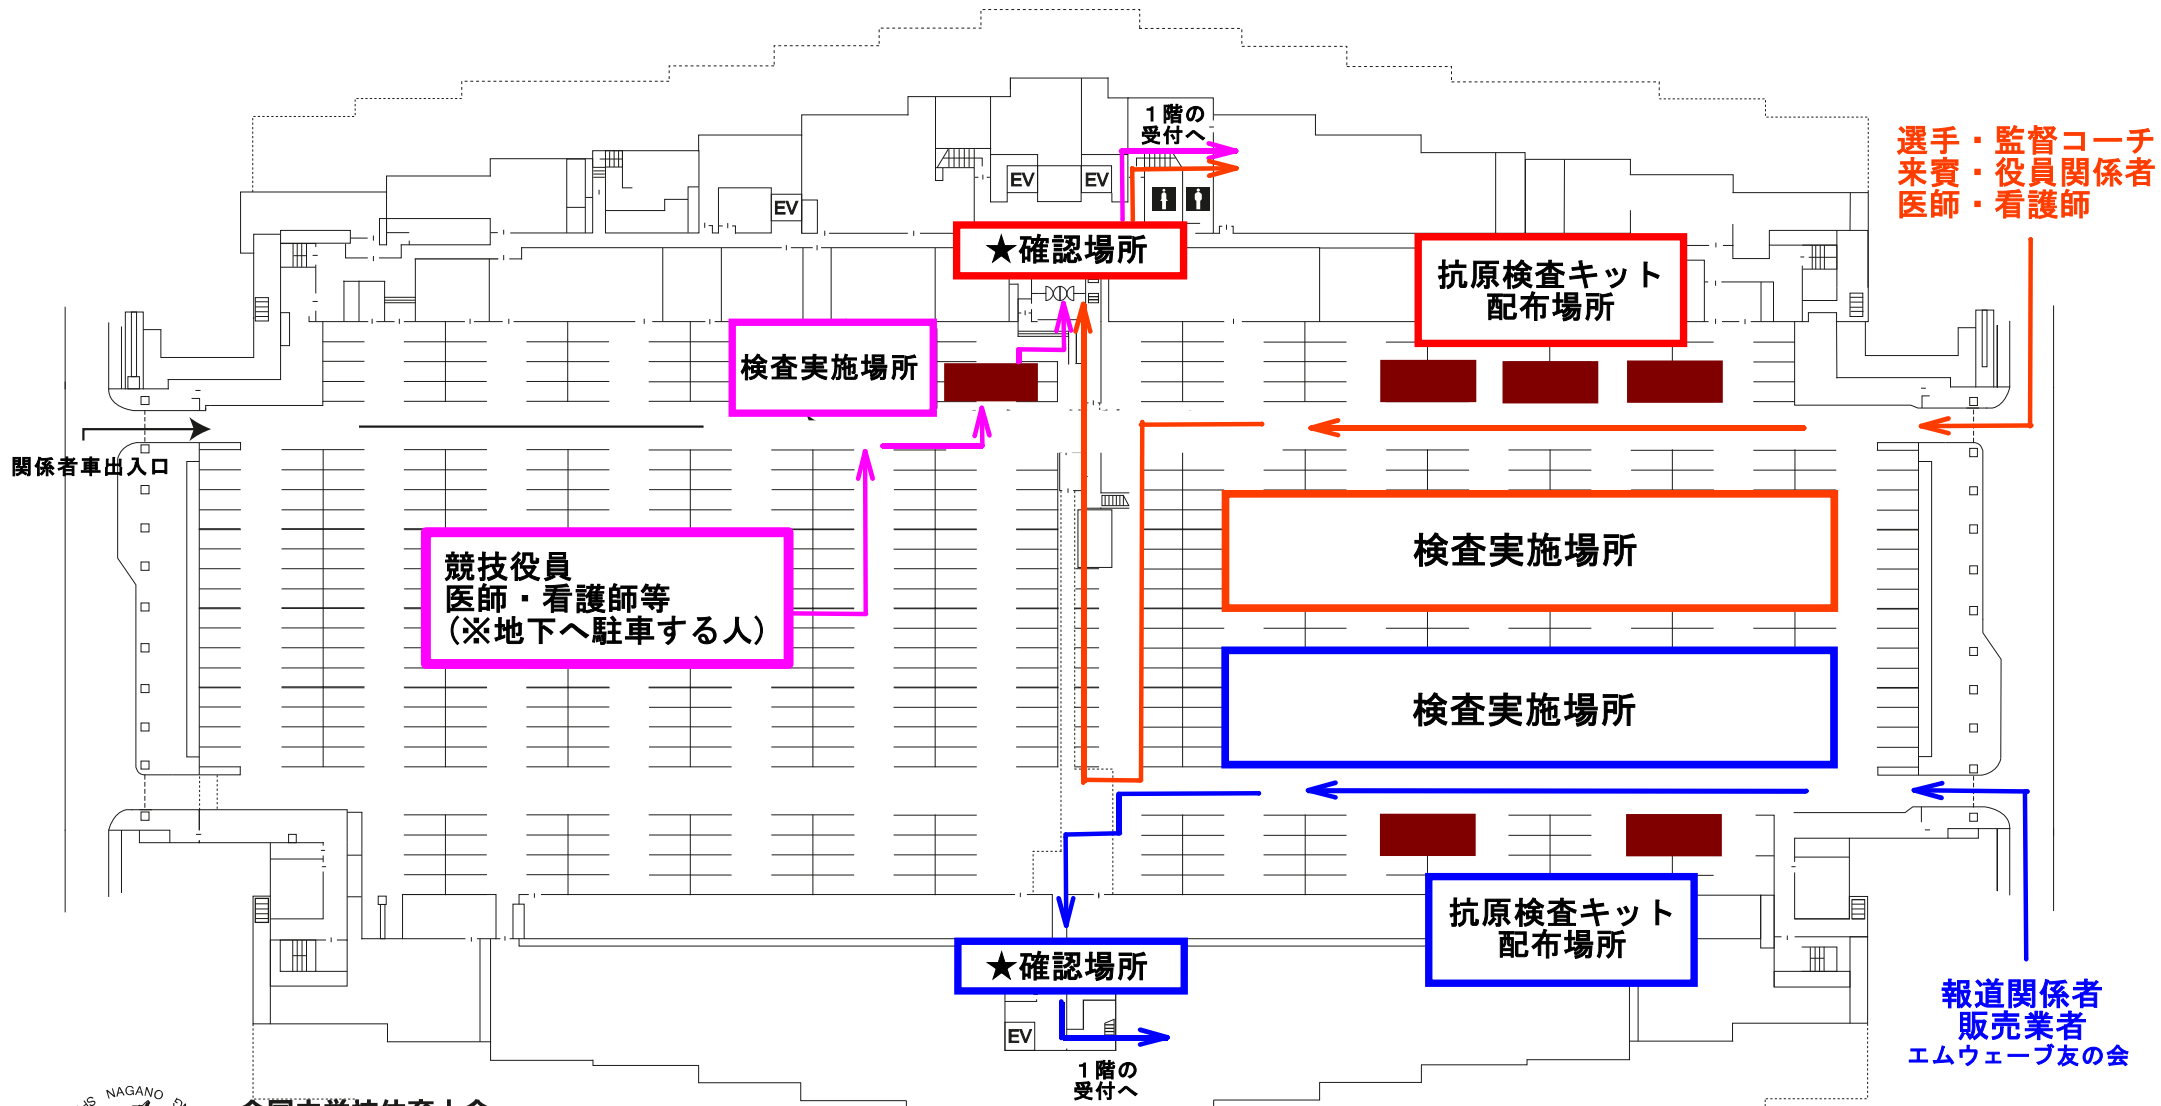 1階の
受付へ
選手・監督コーチ
来賓・役員関係者
医師・看護師
EV
EV
EV
★確認場所
抗原検査キット
配布場所
検査実施場所
関係者車出入口
検査実施場所
競技役員
医師・看護師等
(※地下へ駐車する人)
検査実施場所
抗原検査キット
配布場所
★確認場所
報道関係者
販売業者
エムウェーブ友の会
EV
1階の
受付へ
NAGANO